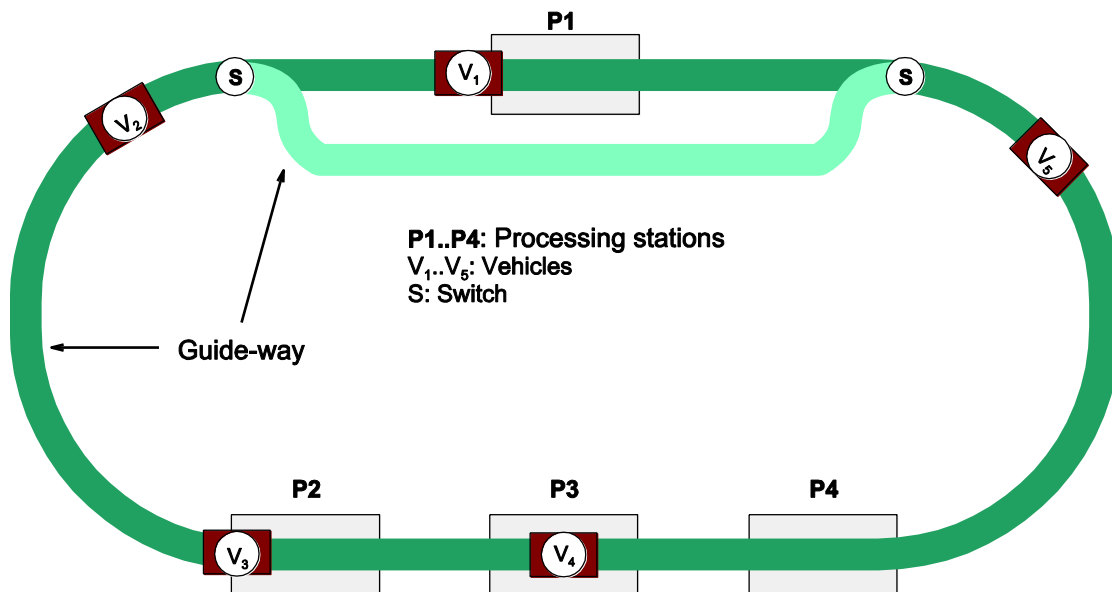 P1
S
V₁
S
V₂
V₅
P1..P4: Processing stations
V₁..V₅: Vehicles
S: Switch
Guide-way
P2
P3
P4
V₃
V₄